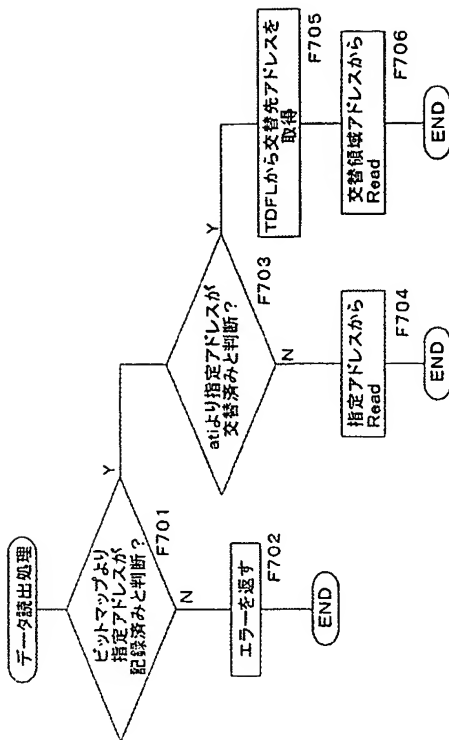 データ読出処理
ビットマップより
指定アドレスが
記録済みと判断?
F701
Y
N
エラーを返す
F702
END
atiより指定アドレスが
交替済みと判断?
F703
Y
N
指定アドレスから
Read
F704
END
TDFLから交替先アドレスを
取得
F705
交替領域アドレスから
Read
F706
END